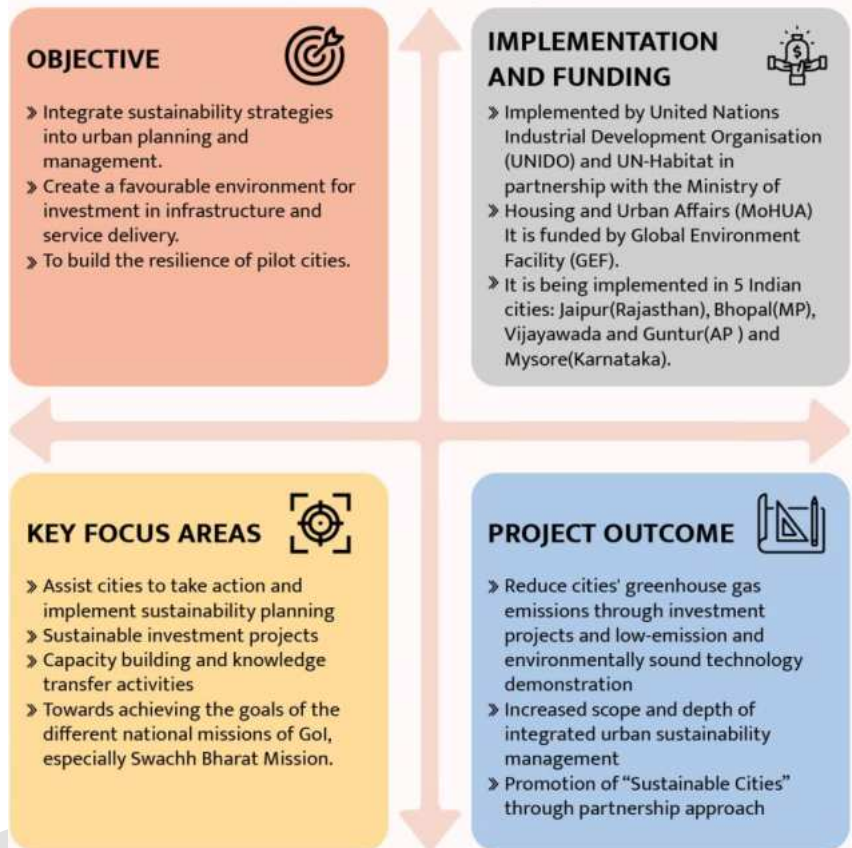 OBJECTIVE
» Integrate sustainability strategies
into urban planning and
management.
» Create a favourable environment for
investment in infrastructure and
service delivery.
» To build the resilience of pilot cities.
IMPLEMENTATION
AND FUNDING
» Implemented by United Nations
Industrial Development Organisation
(UNIDO) and UN-Habitat in
partnership with the Ministry of
» Housing and Urban Affairs (MoHUA)
It is funded by Global Environment
Facility (GEF).
» It is being implemented in 5 Indian
cities: Jaipur(Rajasthan), Bhopal(MP),
Vijayawada and Guntur(AP ) and
Mysore(Karnataka).
KEY FOCUS AREAS
» Assist cities to take action and
implement sustainability planning
» Sustainable investment projects
» Capacity building and knowledge
transfer activities
» Towards achieving the goals of the
different national missions of GoI,
especially Swachh Bharat Mission.
PROJECT OUTCOME
» Reduce cities' greenhouse gas
emissions through investment
projects and low-emission and
environmentally sound technology
demonstration
» Increased scope and depth of
integrated urban sustainability
management
» Promotion of “Sustainable Cities”
through partnership approach